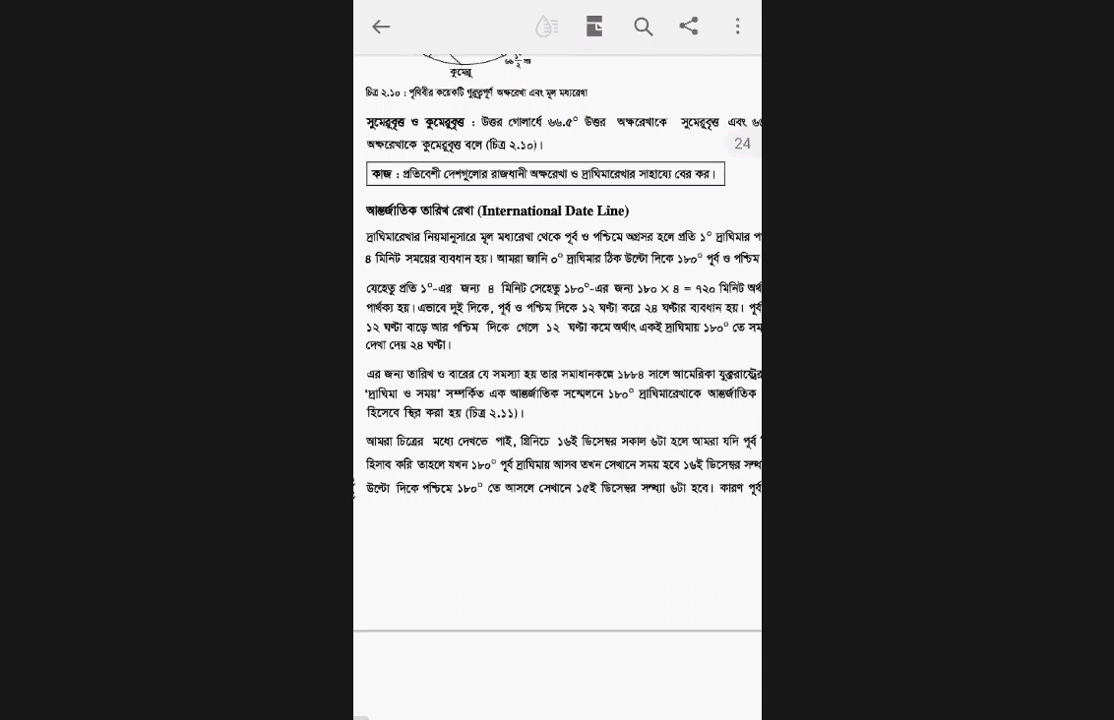 কুমেরু
চিত্র ২.১০ : পৃথিবীর কয়েকটি গুরুত্বপূর্ণ অক্ষরেখা এবং মূল মধ্যরেখা
সুমেরুবৃত্ত ও কুমেরুবৃত্ত : উত্তর গোলার্ধে ৬৬.৫° উত্তর অক্ষরেখাকে সুমেরুবৃত্ত এবং
অক্ষরেখাকে কুমেরুবৃত্ত বলে (চিত্র ২.১০)।
24
কাজ : প্রতিবেশী দেশগুলোর রাজধানী অক্ষরেখা ও দ্রাঘিমারেখার সাহায্যে বের কর।
আন্তর্জাতিক তারিখ রেখা (International Date Line)
দ্রাঘিমারেখার নিয়মানুসারে মূল মধ্যরেখা থেকে পূর্ব ও পশ্চিমে অগ্রসর হলে প্রতি ১° দ্রাঘিমার
৪ মিনিট সময়ের ব্যবধান হয়। আমরা জানি ০° দ্রাঘিমার ঠিক উল্টো দিকে ১৮০° পূর্ব ও পশ্চিম
যেহেতু প্রতি ১°-এর জন্য ৪ মিনিট সেহেতু ১৮০°-এর জন্য ১৮০ × ৪ = ৭২০ মিনিট
পার্থক্য হয়। এভাবে দুই দিকে, পূর্ব ও পশ্চিম দিকে ১২ ঘণ্টা করে ২৪ ঘণ্টার ব্যবধান হয়। পূর্ব
১২ ঘণ্টা বাড়ে আর পশ্চিম দিকে গেলে ১২ ঘণ্টা কমে অর্থাৎ একই দ্রাঘিমায় ১৮০° তে
দেখা দেয় ২৪ ঘণ্টা।
এর জন্য তারিখ ও বারের যে সমস্যা হয় তার সমাধানকল্পে ১৮৮৪ সালে আমেরিকা যুক্তরাষ্ট্রের
‘দ্রাঘিমা ও সময়’ সম্পর্কিত এক আন্তর্জাতিক সম্মেলনে ১৮০° দ্রাঘিমারেখাকে আন্তর্জাতিক
হিসেবে স্থির করা হয় (চিত্র ২.১১)।
আমরা চিত্রের মধ্যে দেখতে পাই, গ্রিনিচে ১৬ই ডিসেম্বর সকাল ৬টা হলে আমরা যদি পূর্ব
হিসাব করি তাহলে যখন ১৮০° পূর্ব দ্রাঘিমায় আসব তখন সেখানে সময় হবে ১৬ই ডিসেম্বর
উল্টো দিকে পশ্চিমে ১৮০° তে আসলে সেখানে ১৫ই ডিসেম্বর সন্ধ্যা ৬টা হবে। কারণ পূর্ব